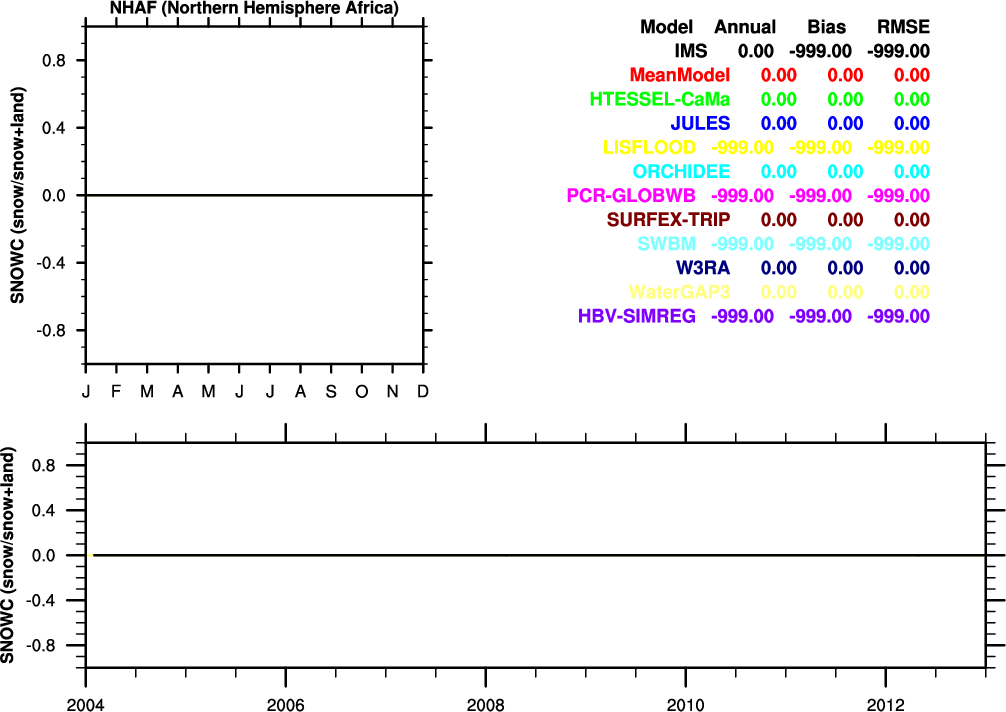 NHAF (Northern Hemisphere Africa)
SNOWC (snow/snow+land)
0.8
0.4
0.0
-0.4
-0.8
J F M A M J J A S O N D
Model Annual Bias RMSE
IMS 0.00 -999.00 -999.00
MeanModel 0.00 0.00 0.00
HTESSEL-CaMa 0.00 0.00 0.00
JULES 0.00 0.00 0.00
LISFLOOD -999.00 -999.00 -999.00
ORCHIDEE 0.00 0.00 0.00
PCR-GLOBWB -999.00 -999.00 -999.00
SURFEX-TRIP 0.00 0.00 0.00
SWBM -999.00 -999.00 -999.00
W3RA 0.00 0.00 0.00
WaterGAP3 0.00 0.00 0.00
HBV-SIMREG -999.00 -999.00 -999.00
SNOWC (snow/snow+land)
0.8
0.4
0.0
-0.4
-0.8
2004 2006 2008 2010 2012